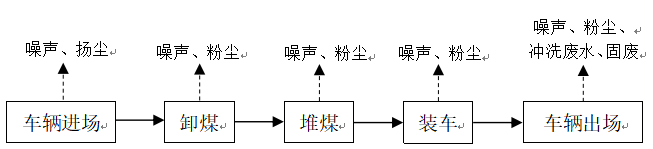 噪声、扬尘
噪声、粉尘
噪声、粉尘
噪声、粉尘
噪声、粉尘、
冲洗废水、固废
车辆进场
卸煤
堆煤
装车
车辆出场